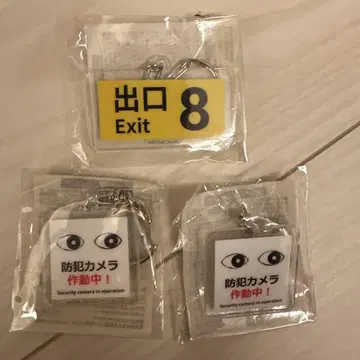 出口 8
Exit
防犯カメラ
作動中！
Security camera in operation
防犯カメラ
作動中！
Security camera in operation